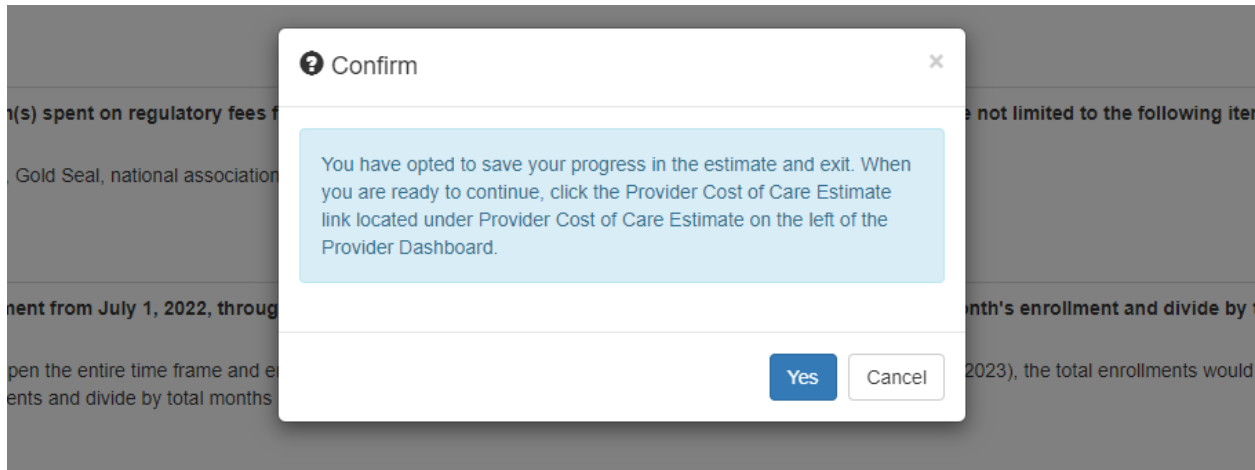 Confirm
×
n(s) spent on regulatory fees f
e not limited to the following iter
, Gold Seal, national association
You have opted to save your progress in the estimate and exit. When
you are ready to continue, click the Provider Cost of Care Estimate
link located under Provider Cost of Care Estimate on the left of the
Provider Dashboard.
ment from July 1, 2022, throug
onth's enrollment and divide by
pen the entire time frame and e
2023), the total enrollments would
ents and divide by total months
Yes
Cancel